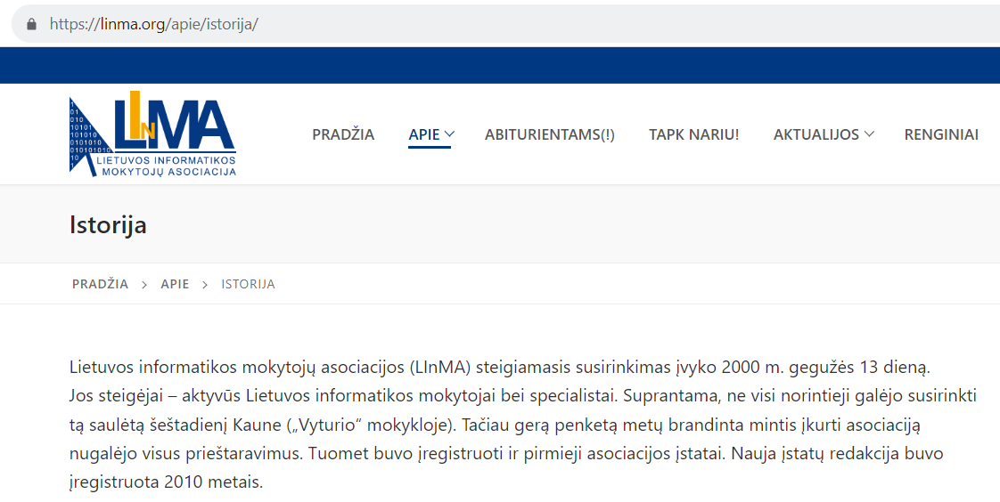 https://linma.org/apie/istorija/
LInMA
LIETUVOS INFORMATIKOS
MOKYTOJŲ ASOCIACIJA
PRADŽIA APIE ABITURIENTAMS(!) TAPK NARIU! AKTUALIJOS RENGINIAI
Istorija
PRADŽIA > APIE > ISTORIJA
Lietuvos informatikos mokytojų asociacijos (LInMA) steigiamasis susirinkimas įvyko 2000 m. gegužės 13 dieną.
Jos steigėjai – aktyvūs Lietuvos informatikos mokytojai bei specialistai. Suprantama, ne visi norintieji galėjo susirinkti
tą saulėtą šeštadienį Kaune („Vyturio“ mokykloje). Tačiau gerą penketą metų brandinta mintis įkurti asociaciją
nugalėjo visus prieštaravimus. Tuomet buvo įregistruoti ir pirmieji asociacijos įstatai. Nauja įstatų redakcija buvo
įregistruota 2010 metais.